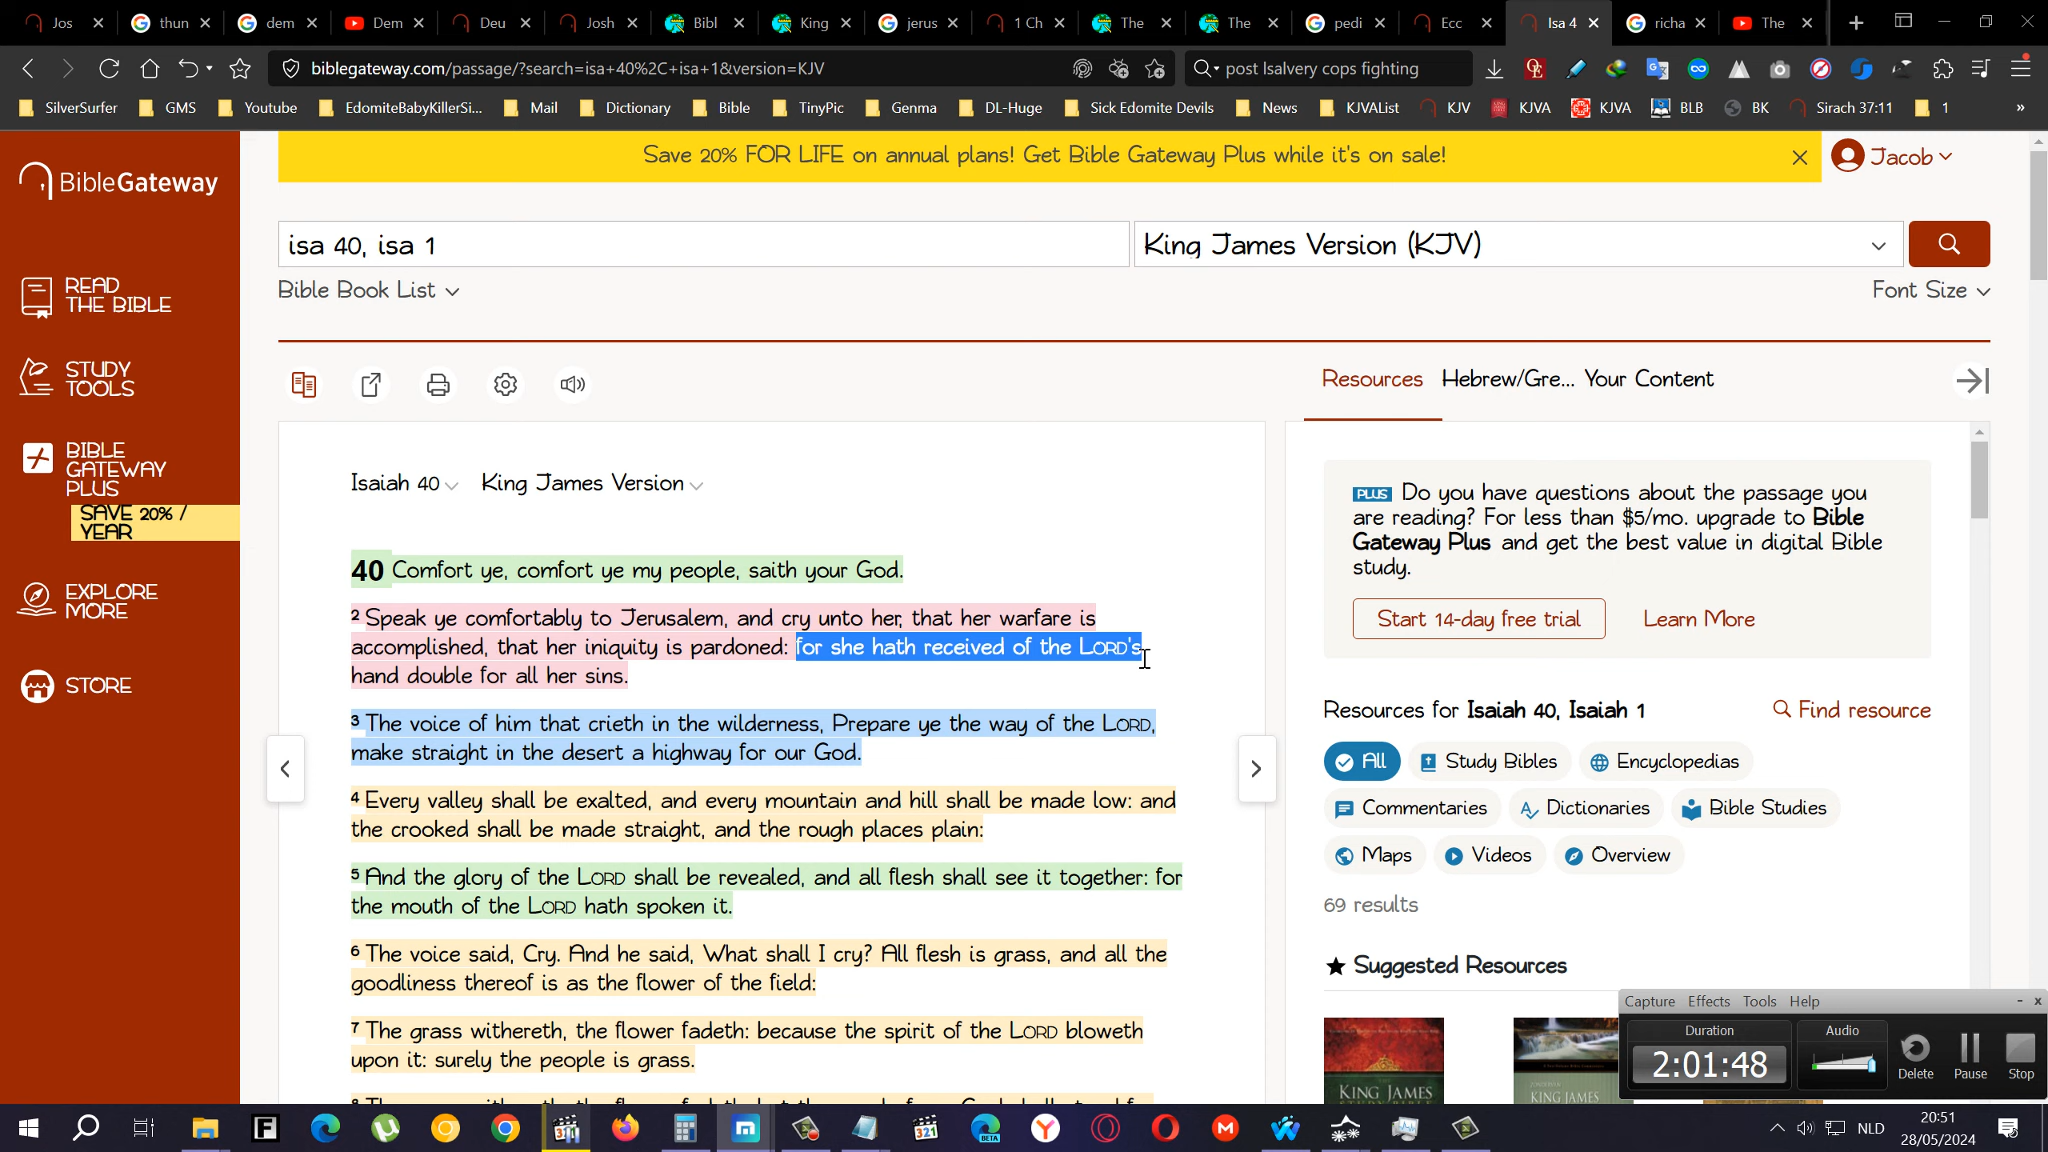 Jos
thun
dem
Dem
Deu
Josh
Bibl
King
jerus
1 Ch
The
The
pedi
Ecc
Isa 4
richa
The
biblegateway.com/passage/?search=isa+40%2C+isa+1&version=KJV
post lsalvery cops fighting
SilverSurfer
GMS
Youtube
EdomiteBabyKillerSi...
Mail
Dictionary
Bible
TinyPic
Genma
DL-Huge
Sick Edomite Devils
News
KJVAList
KJV
KJVA
KJVA
BLB
BK
Sirach 37:11
1
»
Save 20% FOR LIFE on annual plans! Get Bible Gateway Plus while it's on sale!
Jacob
BibleGateway
isa 40, isa 1
King James Version (KJV)
Bible Book List
Font Size
READ
THE BIBLE
STUDY
TOOLS
BIBLE
GATEWAY
PLUS
SAVE 20% /
YEAR
EXPLORE
MORE
STORE
Resources
Hebrew/Gre...
Your Content
Isaiah 40
King James Version
40 Comfort ye, comfort ye my people, saith your God.
2 Speak ye comfortably to Jerusalem, and cry unto her, that her warfare is
accomplished, that her iniquity is pardoned: for she hath received of the LORD's
hand double for all her sins.
3 The voice of him that crieth in the wilderness, Prepare ye the way of the LORD,
make straight in the desert a highway for our God.
4 Every valley shall be exalted, and every mountain and hill shall be made low: and
the crooked shall be made straight, and the rough places plain:
5 And the glory of the LORD shall be revealed, and all flesh shall see it together: for
the mouth of the LORD hath spoken it.
6 The voice said, Cry. And he said, What shall I cry? All flesh is grass, and all the
goodliness thereof is as the flower of the field:
7 The grass withereth, the flower fadeth: because the spirit of the LORD bloweth
upon it: surely the people is grass.
PLUS Do you have questions about the passage you
are reading? For less than $5/mo. upgrade to Bible
Gateway Plus and get the best value in digital Bible
study.
Start 14-day free trial
Learn More
Resources for Isaiah 40, Isaiah 1
Find resource
All
Study Bibles
Encyclopedias
Commentaries
Dictionaries
Bible Studies
Maps
Videos
Overview
69 results
Suggested Resources
KING JAMES
Capture Effects Tools Help
Duration
Audio
2:01:48
Delete
Pause
Stop
321
BETA
NLD
20:51
28/05/2024